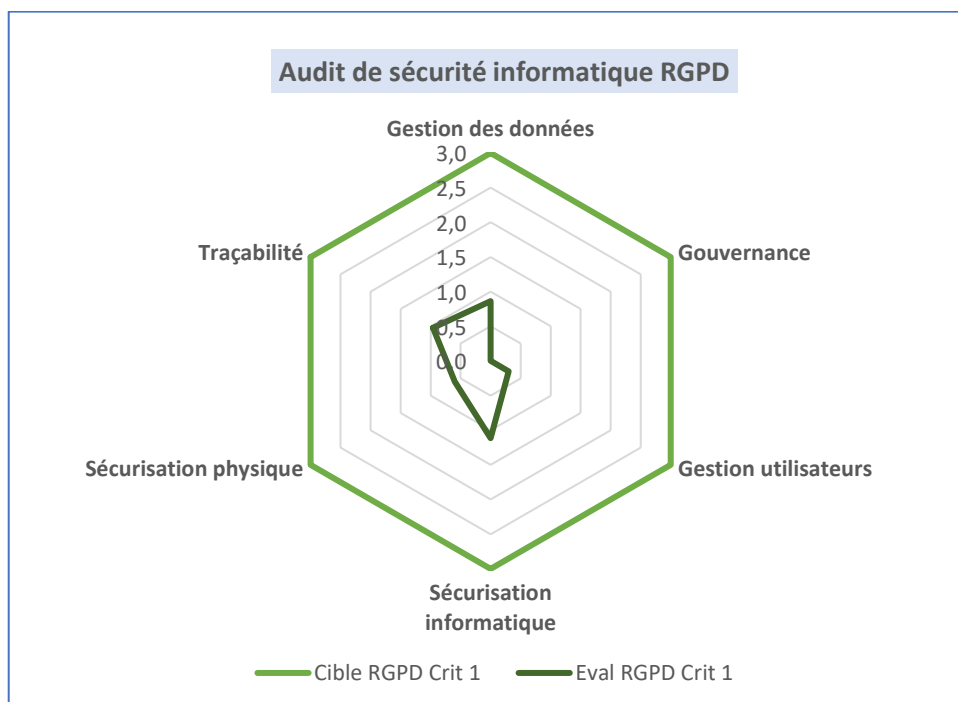 Audit de sécurité informatique RGPD
Gestion des données
3,0
2,5
2,0
1,5
1,0
0,5
0,0
Traçabilité
Gouvernance
Sécurisation physique
Gestion utilisateurs
Sécurisation
informatique
Cible RGPD Crit 1
Eval RGPD Crit 1